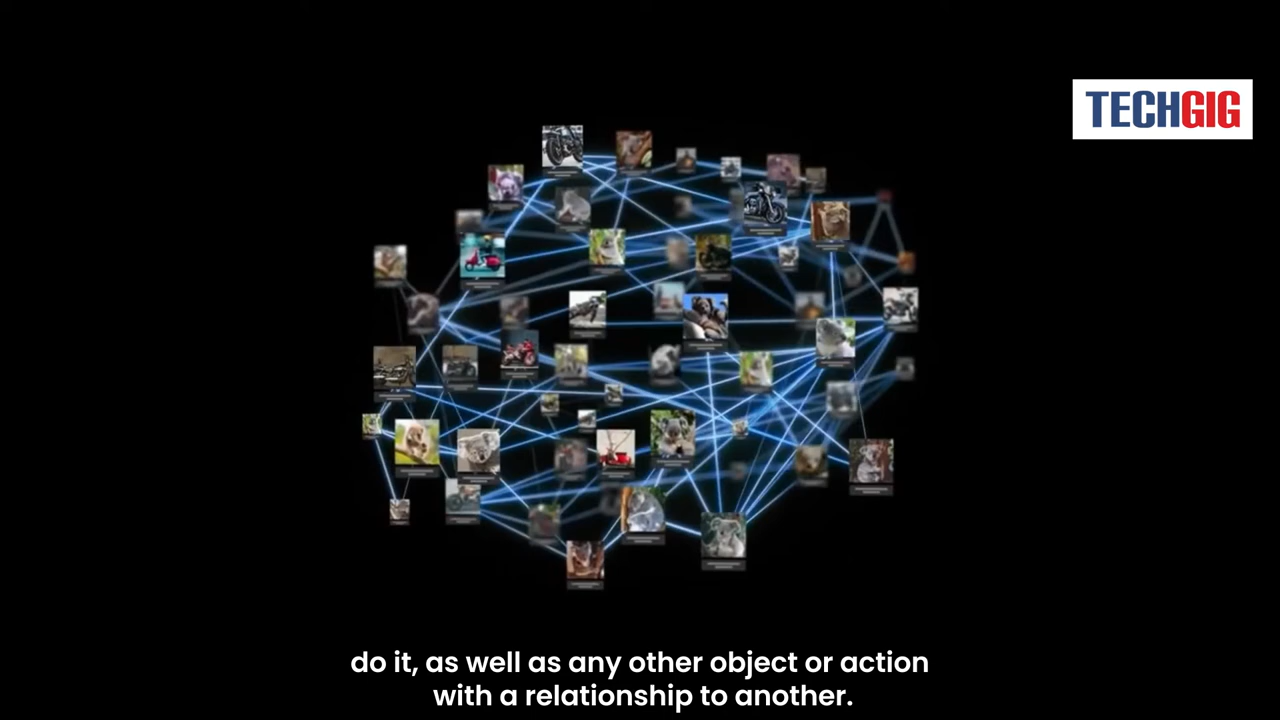 TECHGIG
do it, as well as any other object or action
with a relationship to another.